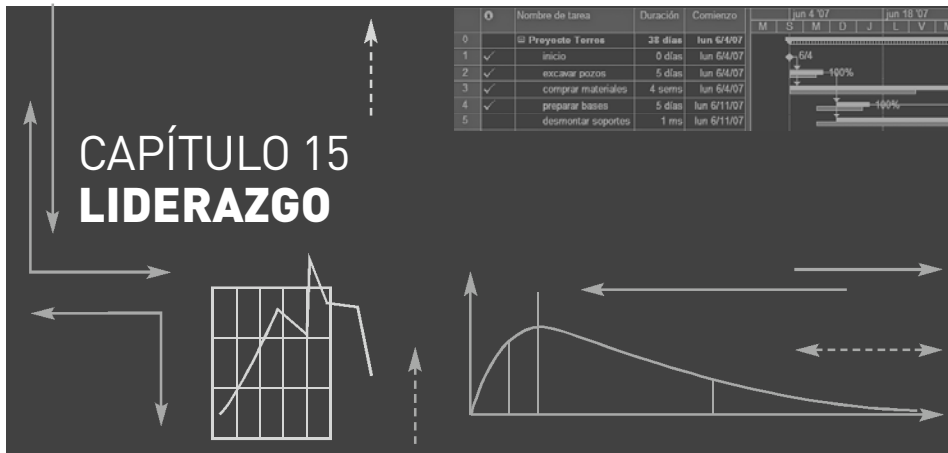 CAPÍTULO 15
LIDERAZGO
Nombre de tarea Duración Comienzo jun 4 '07 jun 18 '07
M S M D J L V M
0 Proyecto Torres 38 días lun 6/4/07
1 inicio 0 días lun 6/4/07 6/4
2 excavar pozos 5 días lun 6/4/07 100%
3 comprar materiales 4 sems lun 6/4/07
4 preparar bases 5 días lun 6/11/07 100%
5 desmontar soportes 1 ms lun 6/11/07